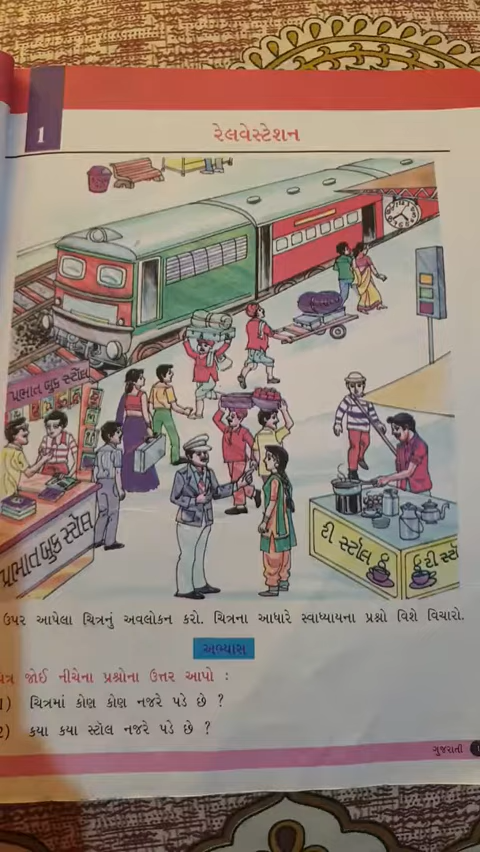 1
રેલવેસ્ટેશન
પ્રભાત બુક સ્ટૉલ
પ્રભાત બુક સ્ટૉલ
ટી સ્ટૉલ
ટી સ્ટૉ
ઉપર આપેલા ચિત્રનું અવલોકન કરો. ચિત્રના આધારે સ્વાધ્યાયના પ્રશ્નો વિશે વિચારો.
અભ્યાસ
ચિત્ર જોઈ નીચેના પ્રશ્નોના ઉત્તર આપો :
1) ચિત્રમાં કોણ કોણ નજરે પડે છે ?
૨) કયા કયા સ્ટૉલ નજરે પડે છે ?
ગુજરાતી